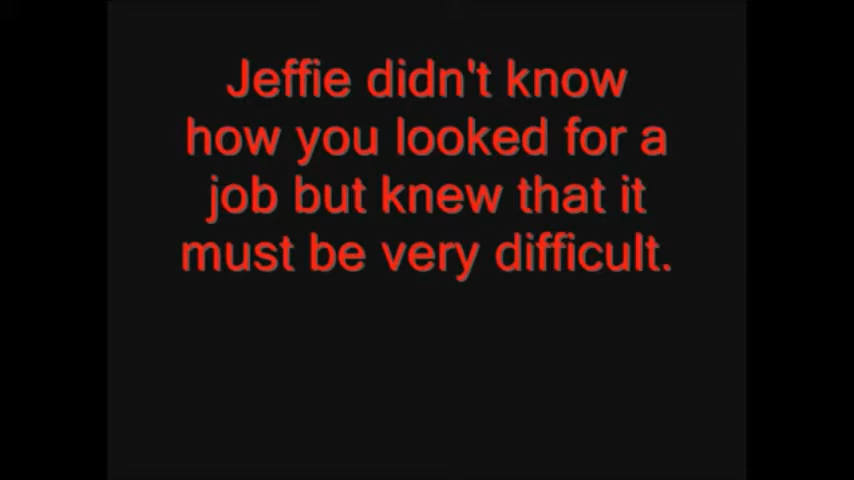 Jeffie didn't know
how you looked for a
job but knew that it
must be very difficult.